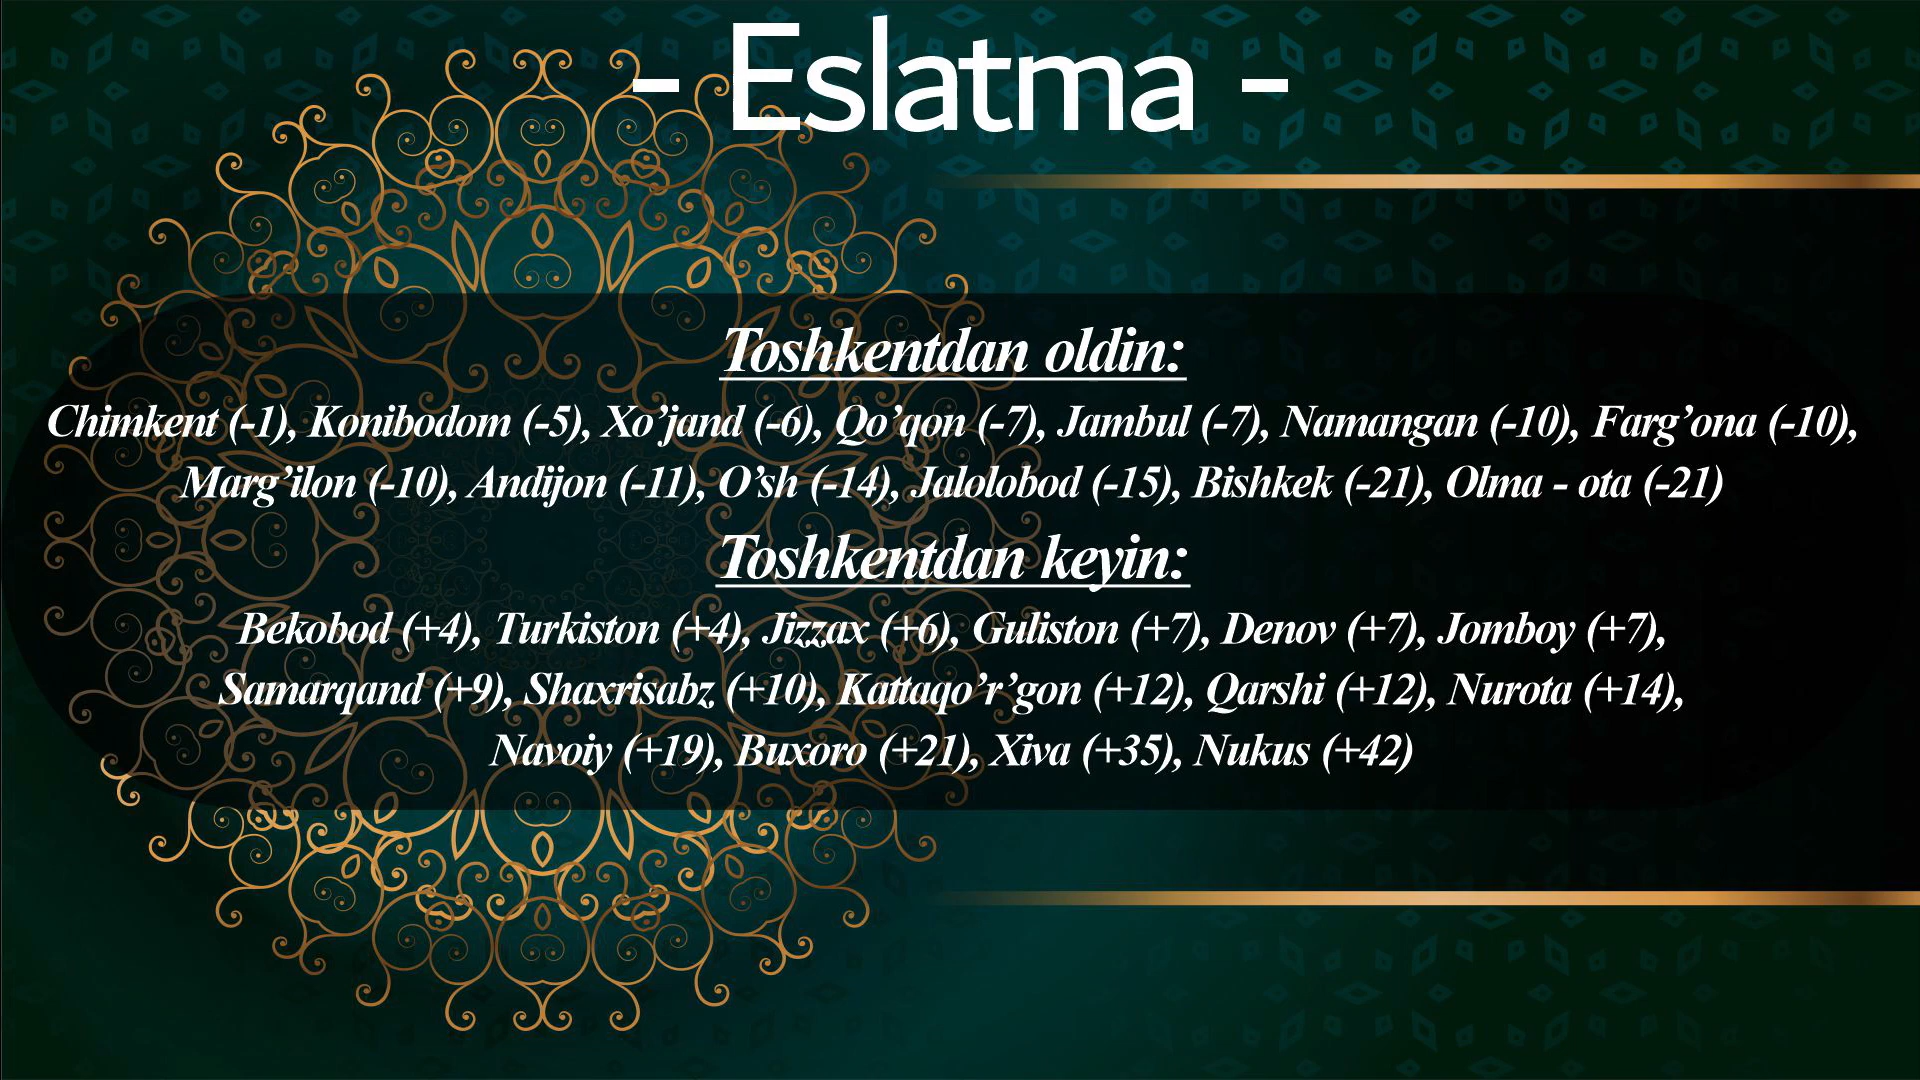 - Eslatma -
Toshkentdan oldin:
Chimkent (-1), Konibodom (-5), Xo’jand (-6), Qo’qon (-7), Jambul (-7), Namangan (-10), Farg’ona (-10),
Marg’ilon (-10), Andijon (-11), O’sh (-14), Jalolobod (-15), Bishkek (-21), Olma - ota (-21)
Toshkentdan keyin:
Bekobod (+4), Turkiston (+4), Jizzax (+6), Guliston (+7), Denov (+7), Jomboy (+7),
Samarqand (+9), Shaxrisabz (+10), Kattaqo’r’gon (+12), Qarshi (+12), Nurota (+14),
Navoiy (+19), Buxoro (+21), Xiva (+35), Nukus (+42)